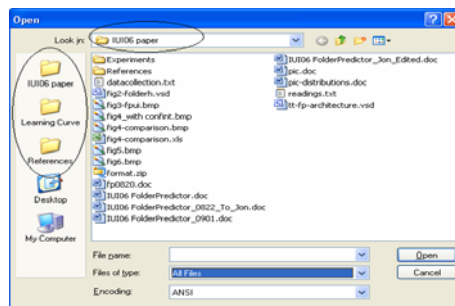 Open
Look in:
IUI06 paper
IUI06 paper
Learning Curve
References
Desktop
My Computer
Experiments
References
datacollection.txt
fig2-folderh.vsd
fig3-fpui.bmp
fig4_with confint.bmp
fig4-comparison.bmp
fig4-comparison.xls
fig5.bmp
fig6.bmp
format.zip
fp0820.doc
IUI06 FolderPredictor.doc
IUI06 FolderPredictor_0822_To_Jon.doc
IUI06 FolderPredictor_0901.doc
IUI06 FolderPredictor_Jon_Edited.doc
pic.doc
pic-distributions.doc
readings.txt
tt-fp-architecture.vsd
File name:
Open
Files of type:
All Files
Cancel
Encoding:
ANSI